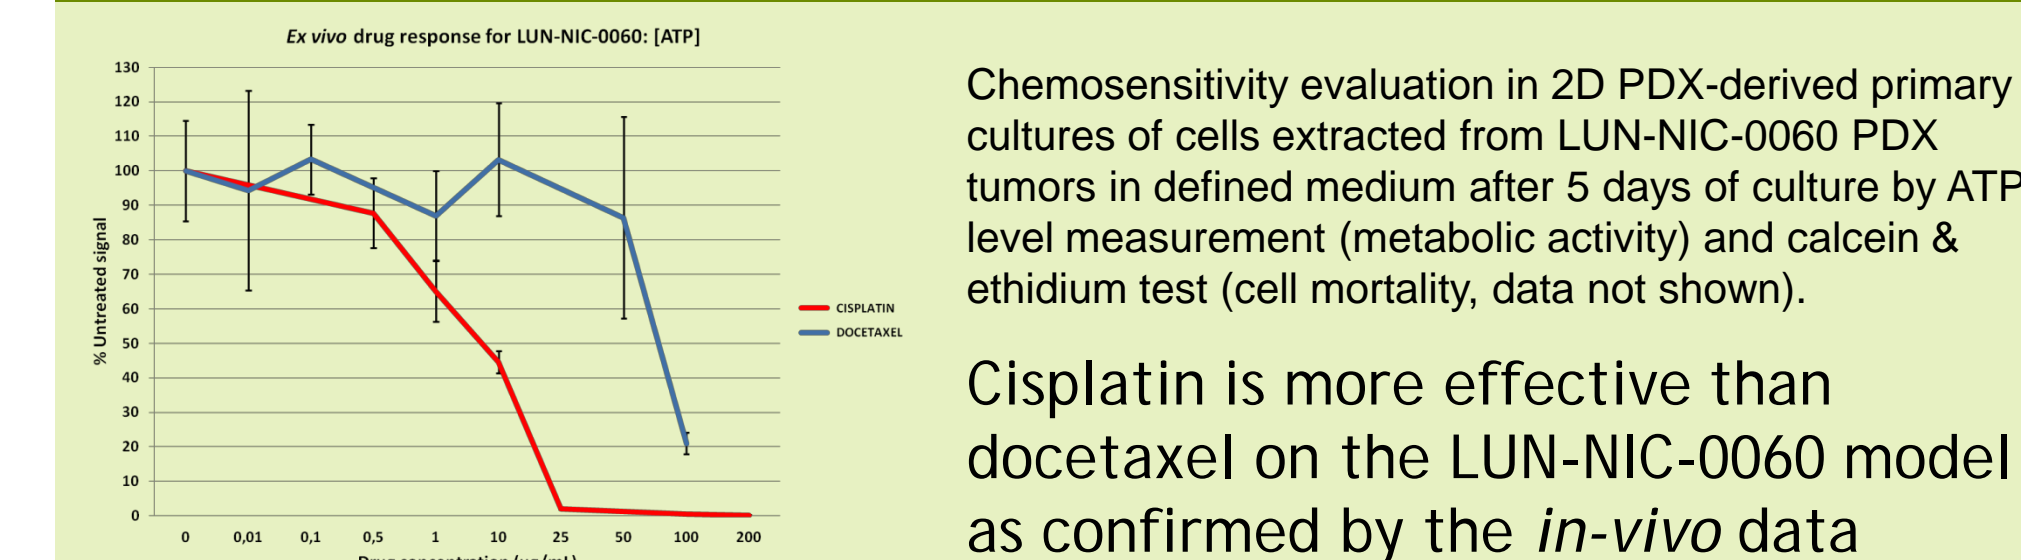 Ex vivo drug response for LUN-NIC-0060: [ATP]
130
120
110
100
90
80
70
60
50
40
30
20
10
0
% Untreated signal
0 0,01 0,1 0,5 1 10 25 50 100 200
Drug concentration (µg/mL)
CISPLATIN
DOCETAXEL
Chemosensitivity evaluation in 2D PDX-derived primary
cultures of cells extracted from LUN-NIC-0060 PDX
tumors in defined medium after 5 days of culture by ATP
level measurement (metabolic activity) and calcein &
ethidium test (cell mortality, data not shown).
Cisplatin is more effective than
docetaxel on the LUN-NIC-0060 model
as confirmed by the in-vivo data